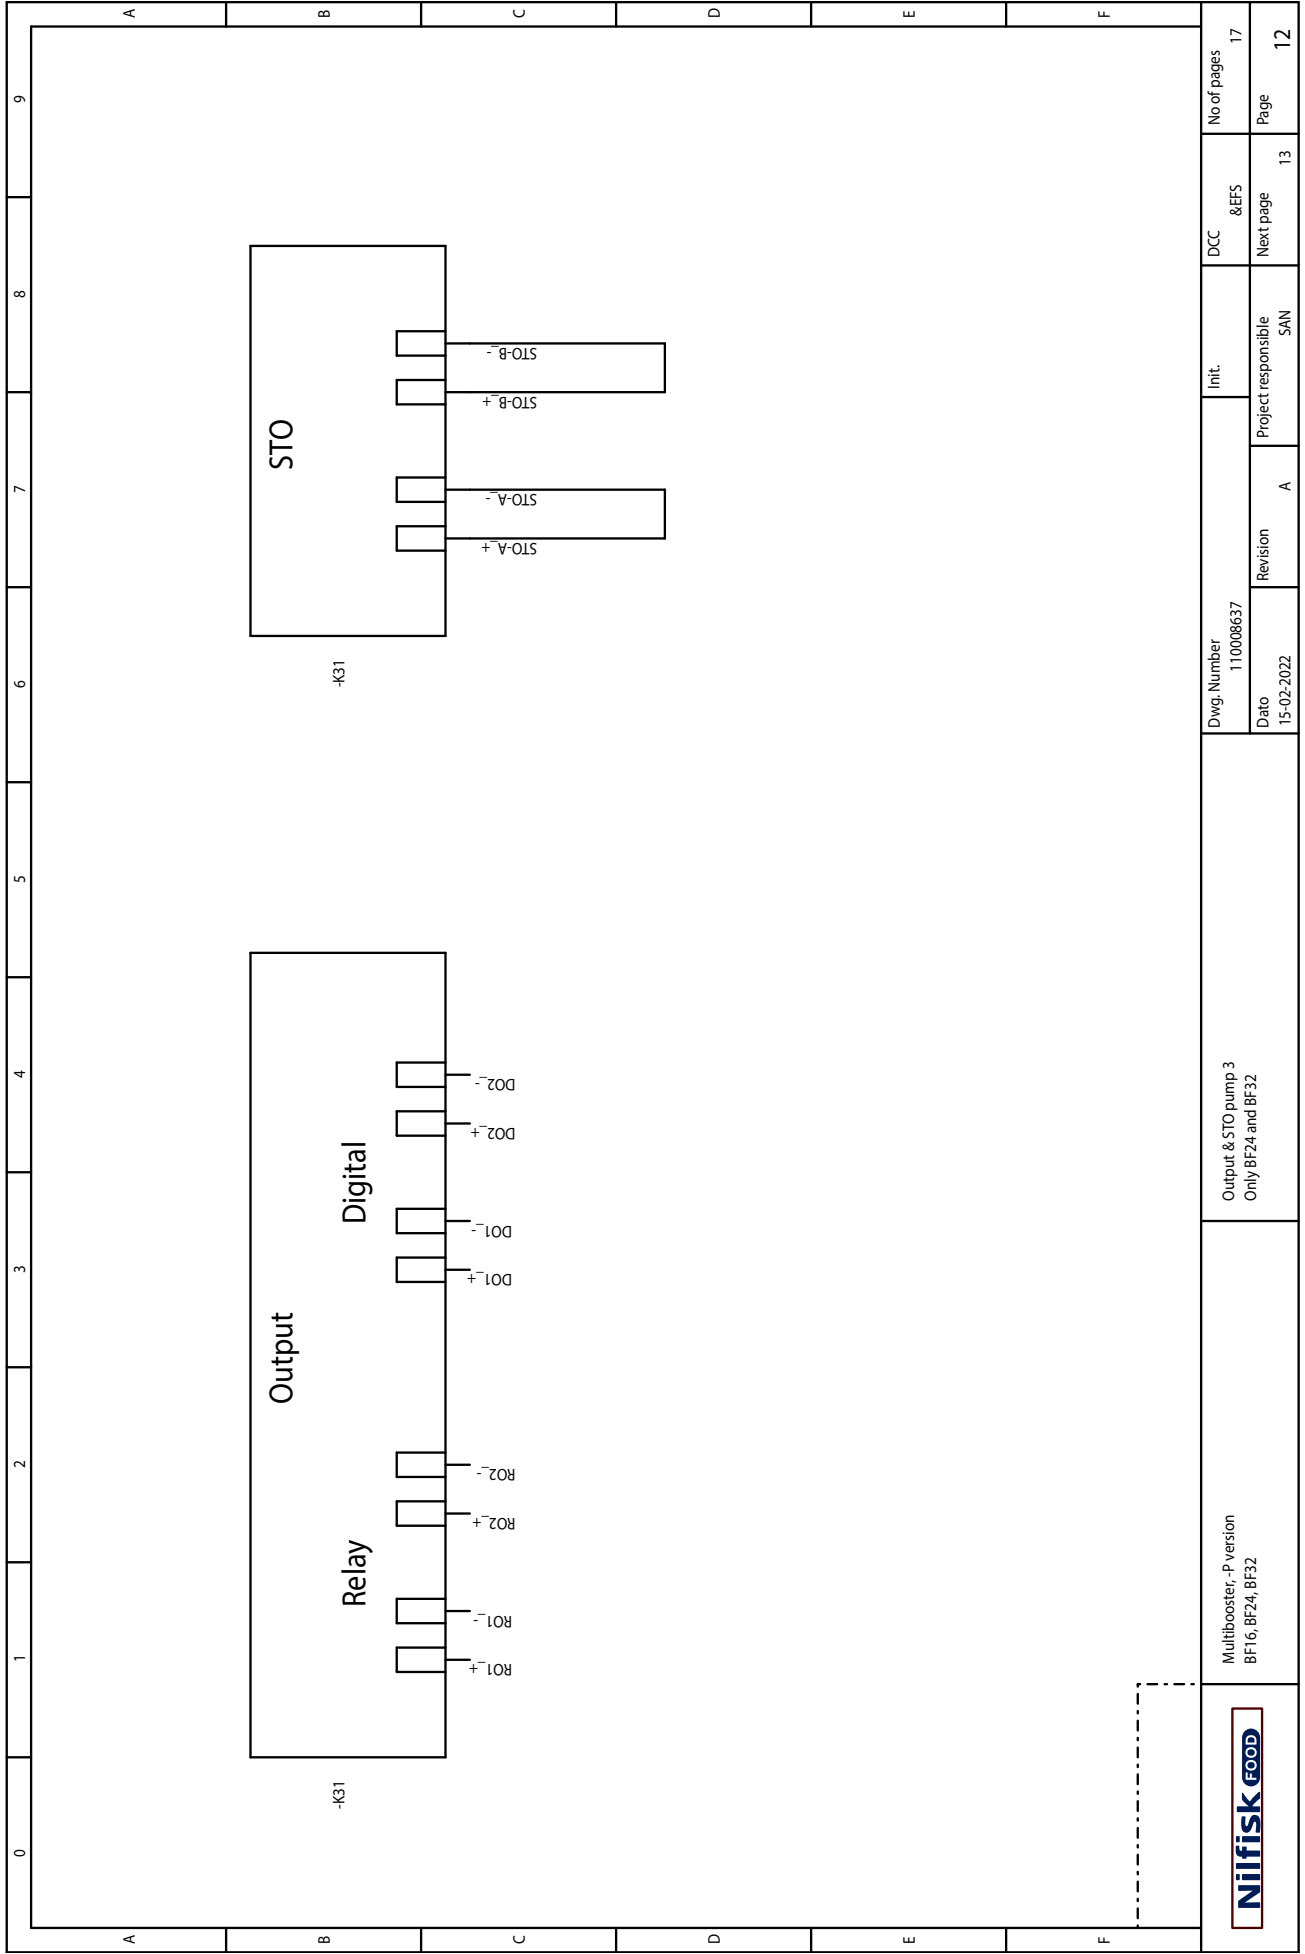 0 1 2 3 4 5 6 7 8 9
A
A
B
B
C
C
D
D
E
E
F
F
-K31
Output
Relay
Digital
RO1_+
RO1_-
RO2_+
RO2_-
DO1_+
DO1_-
DO2_+
DO2_-
-K31
STO
STO-A_+
STO-A_-
STO-B_+
STO-B_-
Nilfisk FOOD
Multibooster, -P version
BF16, BF24, BF32
Output & STO pump 3
Only BF24 and BF32
Dwg. Number
110008637
Init.
DCC
&EFS
No of pages
17
Dato
15-02-2022
Revision
A
Project responsible
SAN
Next page
13
Page
12